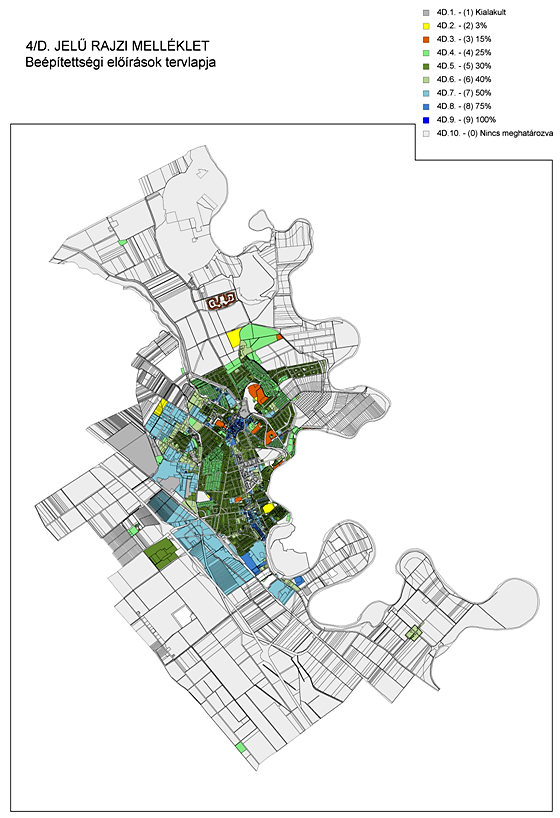 4/D. JELŰ RAJZI MELLÉKLET
Beépítettségi előírások tervlapja
4D.1. - (1) Kialakult
4D.2. - (2) 3%
4D.3. - (3) 15%
4D.4. - (4) 25%
4D.5. - (5) 30%
4D.6. - (6) 40%
4D.7. - (7) 50%
4D.8. - (8) 75%
4D.9. - (9) 100%
4D.10. - (0) Nincs meghatározva